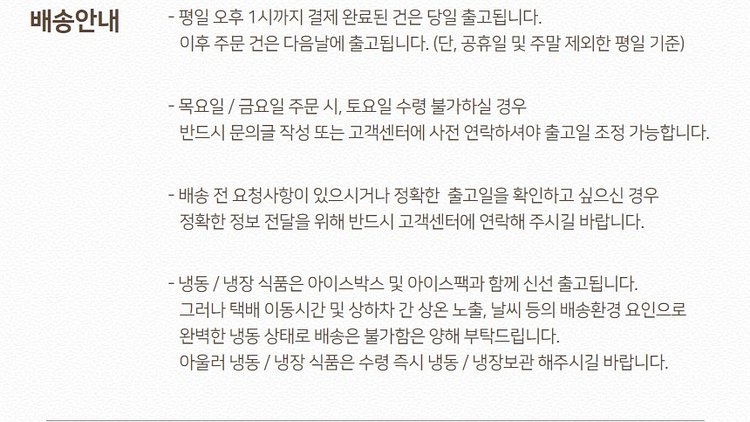 배송안내
- 평일 오후 1시까지 결제 완료된 건은 당일 출고됩니다.
이후 주문 건은 다음날에 출고됩니다. (단, 공휴일 및 주말 제외한 평일 기준)
- 목요일 / 금요일 주문 시, 토요일 수령 불가하실 경우
반드시 문의글 작성 또는 고객센터에 사전 연락하셔야 출고일 조정 가능합니다.
- 배송 전 요청사항이 있으시거나 정확한 출고일을 확인하고 싶으신 경우
정확한 정보 전달을 위해 반드시 고객센터에 연락해 주시길 바랍니다.
- 냉동 / 냉장 식품은 아이스박스 및 아이스팩과 함께 신선 출고됩니다.
그러나 택배 이동시간 및 상하차 간 상온 노출, 날씨 등의 배송환경 요인으로
완벽한 냉동 상태로 배송은 불가함은 양해 부탁드립니다.
아울러 냉동 / 냉장 식품은 수령 즉시 냉동 / 냉장보관 해주시길 바랍니다.